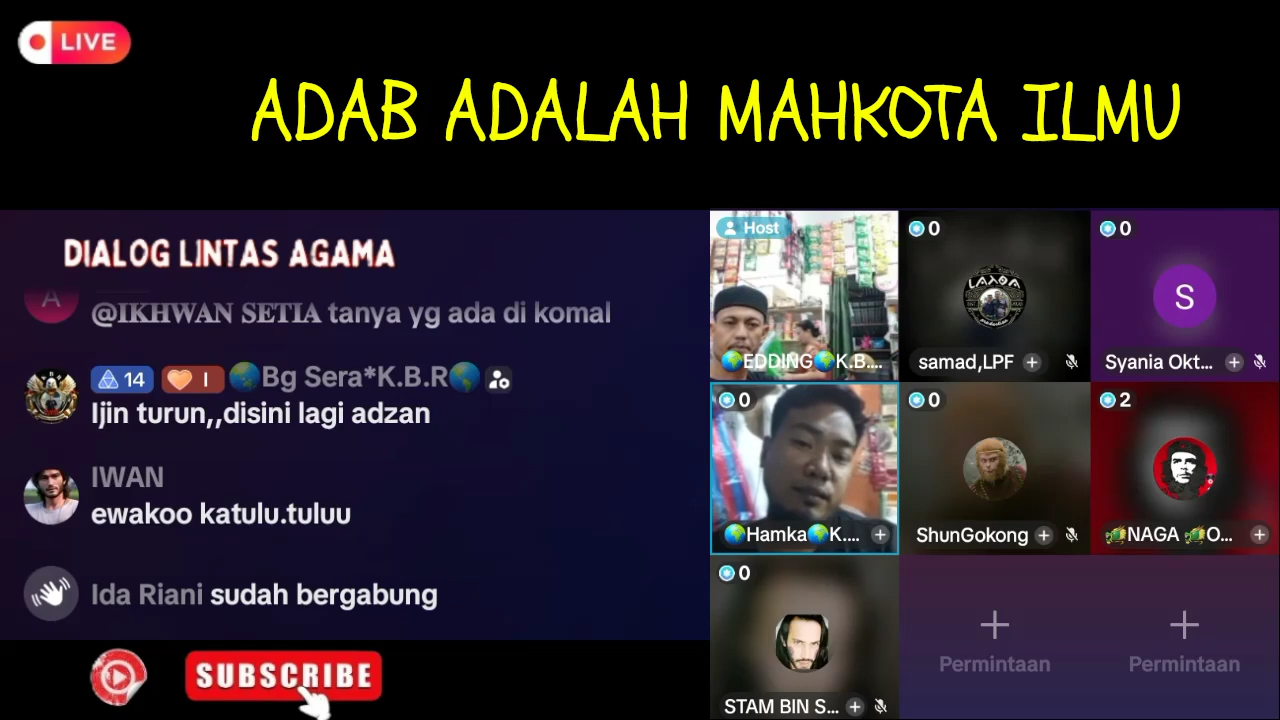 LIVE
ADAB ADALAH MAHKOTA ILMU
DIALOG LINTAS AGAMA
A
@IKHWAN SETIA tanya yg ada di komal
14 I 🌏Bg Sera*K.B.R🌎
Ijin turun,,disini lagi adzan
IWAN
ewakoo katulu.tuluu
Ida Riani sudah bergabung
SUBSCRIBE
Host
🌎EDDING🌎K.B....
0
samad,LPF
0
S
Syania Okt...
0
🌎Hamka🌎K....
0
ShunGokong
2
🐲NAGA 🐲O...
0
STAM BIN S...
Permintaan
Permintaan